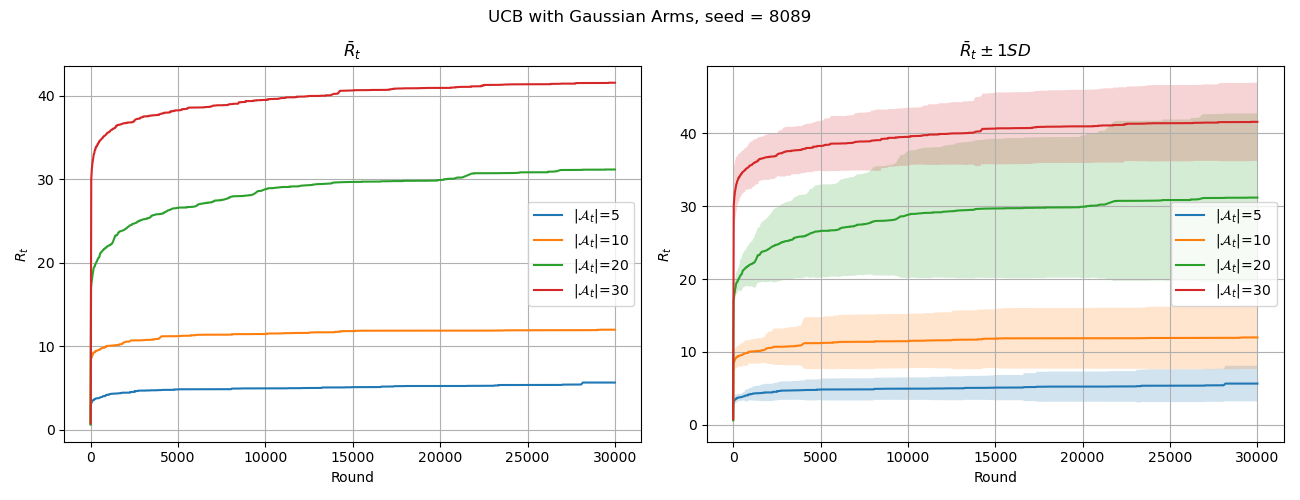 UCB with Gaussian Arms, seed = 8089
R̄ₜ
R̄ₜ ± 1SD
40
30
20
10
0
Rₜ
0 5000 10000 15000 20000 25000 30000
Round
|𝒜ₜ|=5
|𝒜ₜ|=10
|𝒜ₜ|=20
|𝒜ₜ|=30
40
30
20
10
0
Rₜ
0 5000 10000 15000 20000 25000 30000
Round
|𝒜ₜ|=5
|𝒜ₜ|=10
|𝒜ₜ|=20
|𝒜ₜ|=30